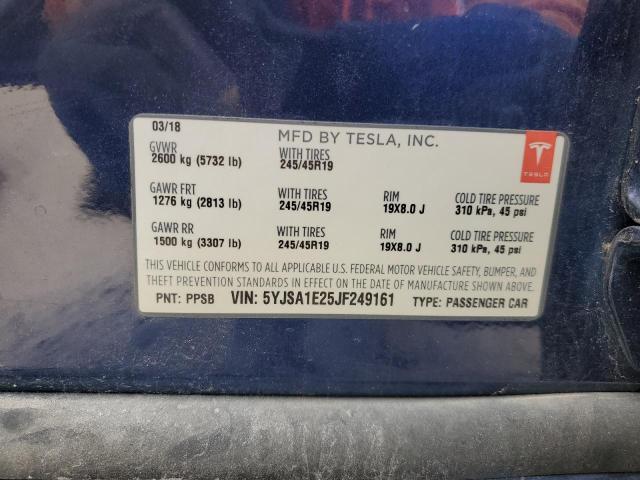 03/18
MFD BY TESLA, INC.
GVWR
2600 kg (5732 lb)
WITH TIRES
245/45R19
TESLA
GAWR FRT
1276 kg (2813 lb)
WITH TIRES
245/45R19
RIM
19X8.0 J
COLD TIRE PRESSURE
310 kPa, 45 psi
GAWR RR
1500 kg (3307 lb)
WITH TIRES
245/45R19
RIM
19X8.0 J
COLD TIRE PRESSURE
310 kPa, 45 psi
THIS VEHICLE CONFORMS TO ALL APPLICABLE U.S. FEDERAL MOTOR VEHICLE SAFETY, BUMPER, AND
THEFT PREVENTION STANDARDS IN EFFECT ON THE DATE OF MANUFACTURE SHOWN ABOVE.
PNT: PPSB VIN: 5YJSA1E25JF249161 TYPE: PASSENGER CAR